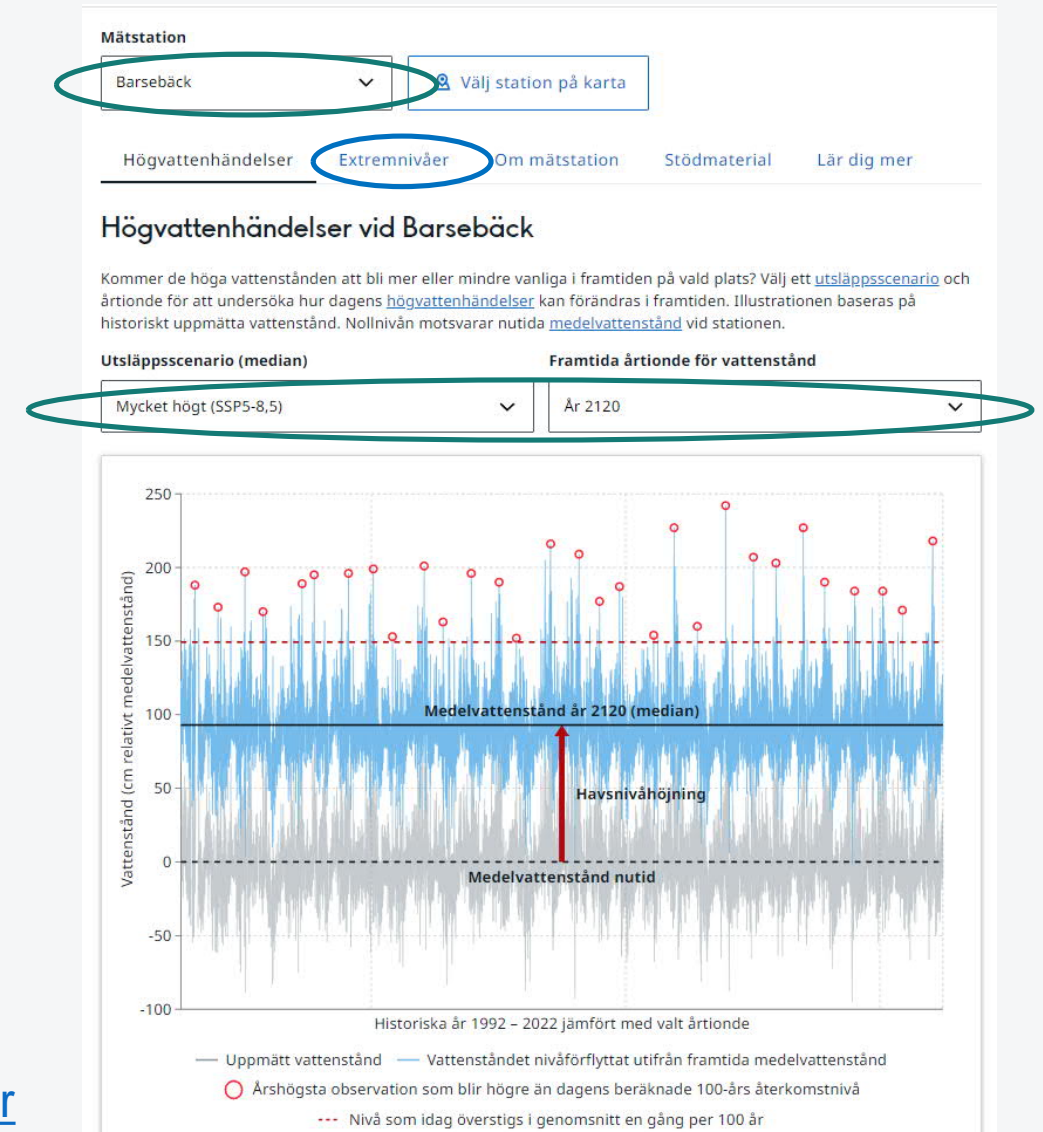 Mätstation
Barsebäck
Välj station på karta
Högvattenhändelser Extremnivåer Om mätstation Stödmaterial Lär dig mer
Högvattenhändelser vid Barsebäck
Kommer de höga vattenstånden att bli mer eller mindre vanliga i framtiden på vald plats? Välj ett utsläppsscenario och
årtionde för att undersöka hur dagens högvattenhändelser kan förändras i framtiden. Illustrationen baseras på
historiskt uppmätta vattenstånd. Nollnivån motsvarar nutida medelvattenstånd vid stationen.
Utsläppsscenario (median) Framtida årtionde för vattenstånd
Mycket högt (SSP5-8,5) År 2120
Vattenstånd (cm relativt medelvattenstånd)
250
200
150
100
50
0
-50
-100
Medelvattenstånd år 2120 (median)
Havsnivåhöjning
Medelvattenstånd nutid
Historiska år 1992 – 2022 jämfört med valt årtionde
Uppmätt vattenstånd Vattenståndet nivåförflyttat utifrån framtida medelvattenstånd
Årshögsta observation som blir högre än dagens beräknade 100-års återkomstnivå
Nivå som idag överstigs i genomsnitt en gång per 100 år
r